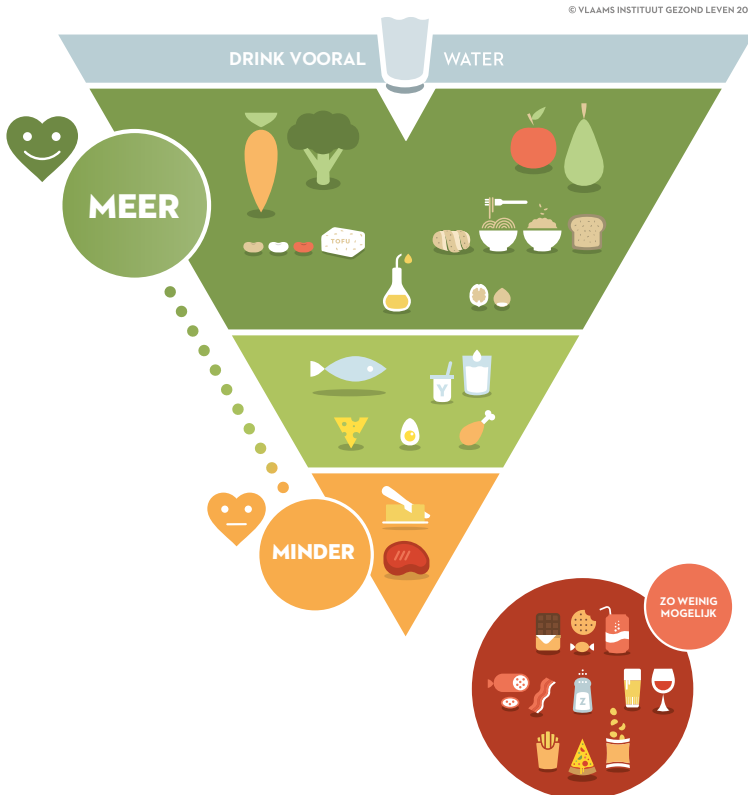 © VLAAMS INSTITUUT GEZOND LEVEN 20
DRINK VOORAL WATER
MEER
TOFU
Y
MINDER
ZO WEINIG
MOGELIJK
Z